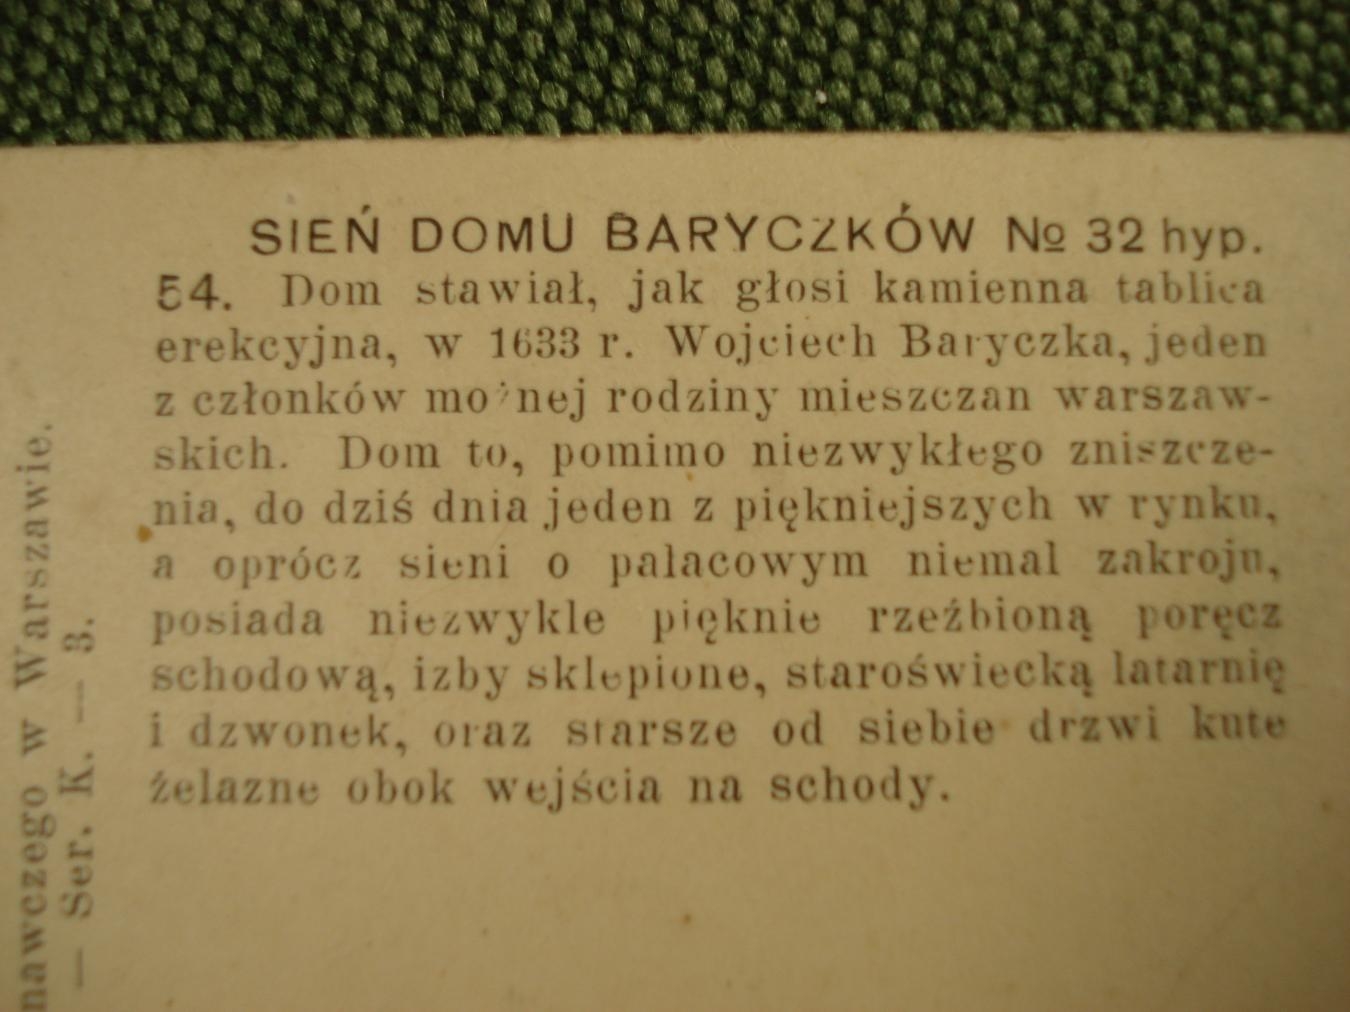 SIEŃ DOMU BARYCZKÓW № 32 hyp.
54. Dom stawiał, jak głosi kamienna tablica
erekcyjna, w 1633 r. Wojciech Baryczka, jeden
z członków możnej rodziny mieszczan warszaw-
skich. Dom to, pomimo niezwykłego zniszcze-
nia, do dziś dnia jeden z piękniejszych w rynku,
a oprócz sieni o pałacowym niemal zakroju,
posiada niezwykle pięknie rzeźbioną poręcz
schodową, izby sklepione, staroświecką latarnię
i dzwonek, oraz starsze od siebie drzwi kute
żelazne obok wejścia na schody.
nawczego w Warszawie.
— Ser. K. — 3.